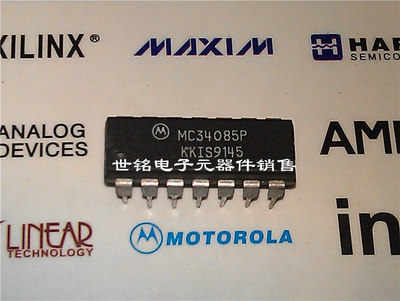 XILINX®
MAXIM
HAR
SEMICO
ANALOG
DEVICES
MC34085P
KKIS9145
世铭电子元器件销售
AM
LINEAR
TECHNOLOGY
MOTOROLA
in